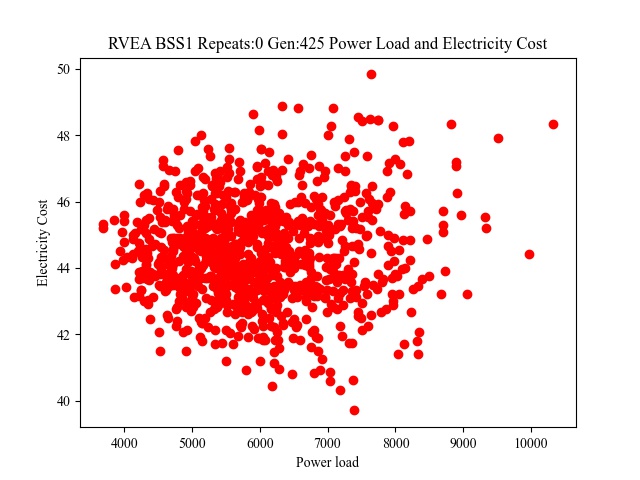 RVEA BSS1 Repeats:0 Gen:425 Power Load and Electricity Cost
50
48
46
44
42
40
Electricity Cost
4000 5000 6000 7000 8000 9000 10000
Power load